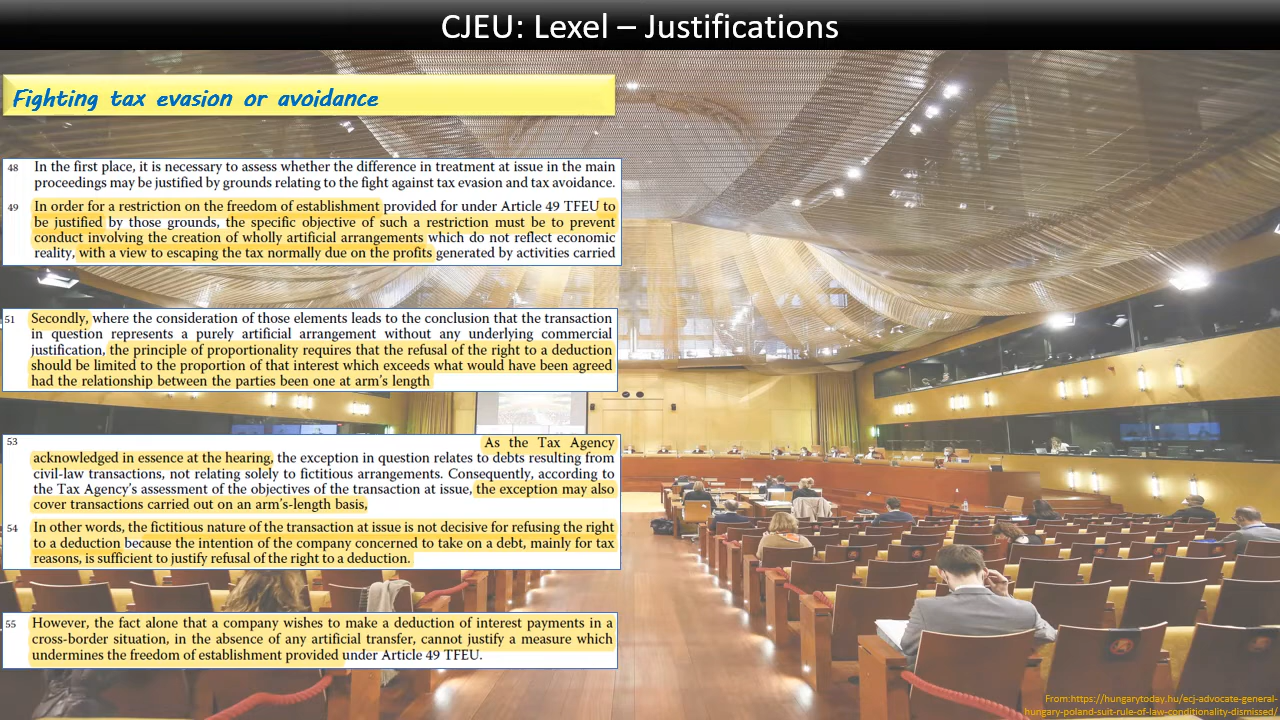 CJEU: Lexel – Justifications
Fighting tax evasion or avoidance
48 In the first place, it is necessary to assess whether the difference in treatment at issue in the main
proceedings may be justified by grounds relating to the fight against tax evasion and tax avoidance.
49 In order for a restriction on the freedom of establishment provided for under Article 49 TFEU to
be justified by those grounds, the specific objective of such a restriction must be to prevent
conduct involving the creation of wholly artificial arrangements which do not reflect economic
reality, with a view to escaping the tax normally due on the profits generated by activities carried
51 Secondly, where the consideration of those elements leads to the conclusion that the transaction
in question represents a purely artificial arrangement without any underlying commercial
justification, the principle of proportionality requires that the refusal of the right to a deduction
should be limited to the proportion of that interest which exceeds what would have been agreed
had the relationship between the parties been one at arm's length
53 As the Tax Agency
acknowledged in essence at the hearing, the exception in question relates to debts resulting from
civil-law transactions, not relating solely to fictitious arrangements. Consequently, according to
the Tax Agency's assessment of the objectives of the transaction at issue, the exception may also
cover transactions carried out on an arm's-length basis,
54 In other words, the fictitious nature of the transaction at issue is not decisive for refusing the right
to a deduction because the intention of the company concerned to take on a debt, mainly for tax
reasons, is sufficient to justify refusal of the right to a deduction.
55 However, the fact alone that a company wishes to make a deduction of interest payments in a
cross-border situation, in the absence of any artificial transfer, cannot justify a measure which
undermines the freedom of establishment provided under Article 49 TFEU.
From:https://hungarytoday.hu/ecj-advocate-general-
hungary-poland-suit-rule-of-law-conditionality-dismissed/